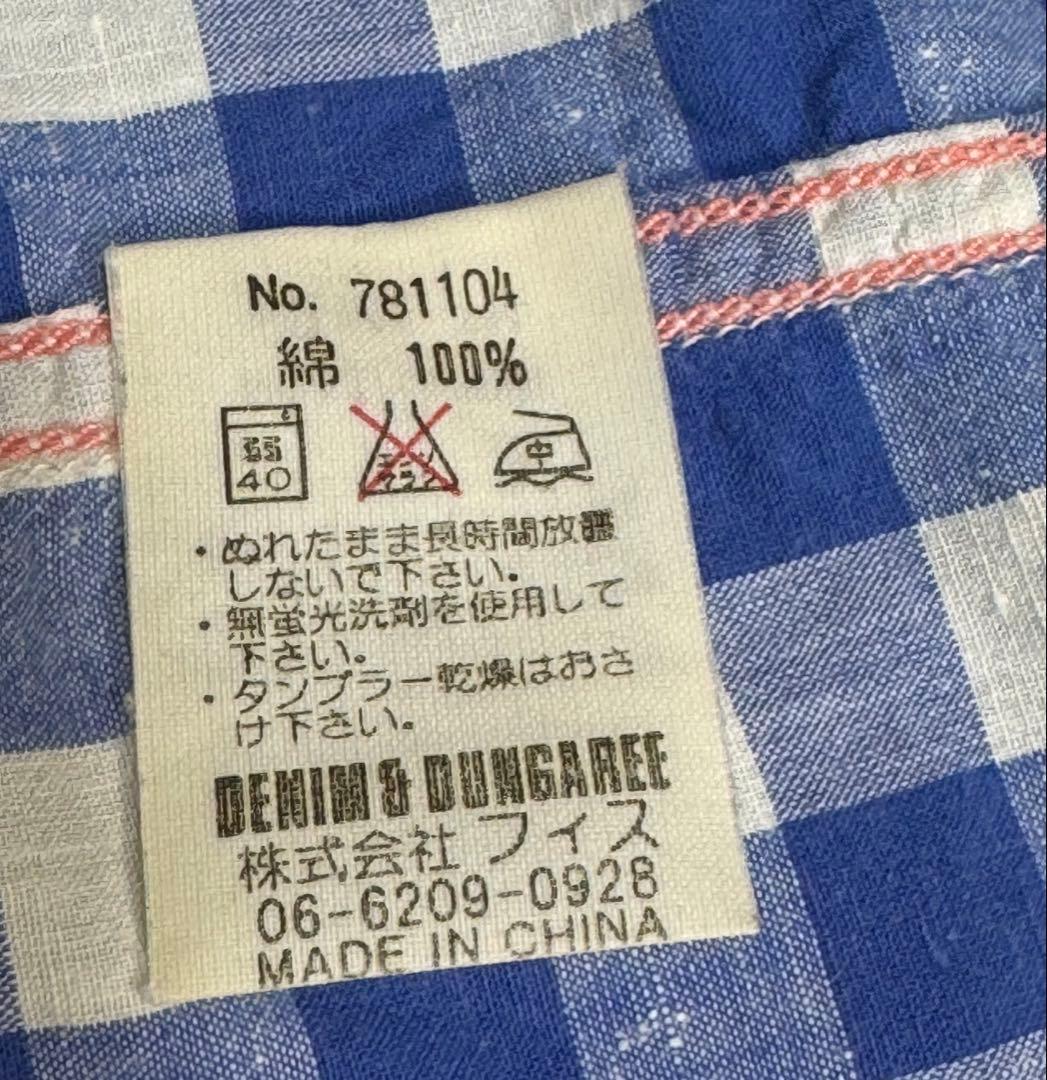 No. 781104
綿 100%
40
エンソ
サラシ
中
・ぬれたまま長時間放置
しないで下さい。
・無蛍光洗剤を使用して
下さい。
・タンブラー乾燥はおさ
け下さい。
DENIM & DUNGAREE
株式会社 フィス
06-6209-0928
MADE IN CHINA